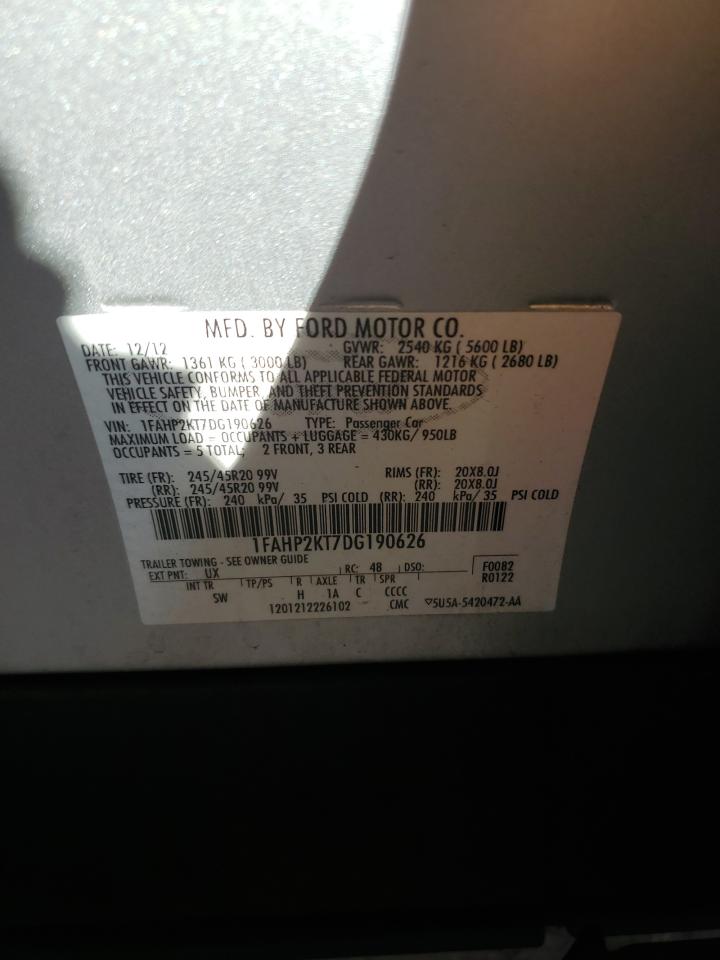 MFD. BY FORD MOTOR CO.
DATE: 12/12 GVWR: 2540 KG ( 5600 LB)
FRONT GAWR: 1361 KG ( 3000 LB) REAR GAWR: 1216 KG ( 2680 LB)
THIS VEHICLE CONFORMS TO ALL APPLICABLE FEDERAL MOTOR
VEHICLE SAFETY, BUMPER, AND THEFT PREVENTION STANDARDS
IN EFFECT ON THE DATE OF MANUFACTURE SHOWN ABOVE
VIN: 1FAHP2KT7DG190626 TYPE: Passenger Car
MAXIMUM LOAD = OCCUPANTS + LUGGAGE = 430KG/ 950LB
OCCUPANTS = 5 TOTAL; 2 FRONT, 3 REAR
TIRE (FR): 245/45R20 99V RIMS (FR): 20X8.0J
(RR): 245/45R20 99V (RR): 20X8.0J
PRESSURE (FR): 240 kPa/ 35 PSI COLD (RR): 240 kPa/ 35 PSI COLD
1FAHP2KT7DG190626
TRAILER TOWING - SEE OWNER GUIDE
EXT PNT: UX RC: 48 DSO: F0082
INT TR TP/PS R AXLE TR SPR R0122
SW H 1A C CCCC
1201212226102 CMC ▽5U5A-5420472-AA